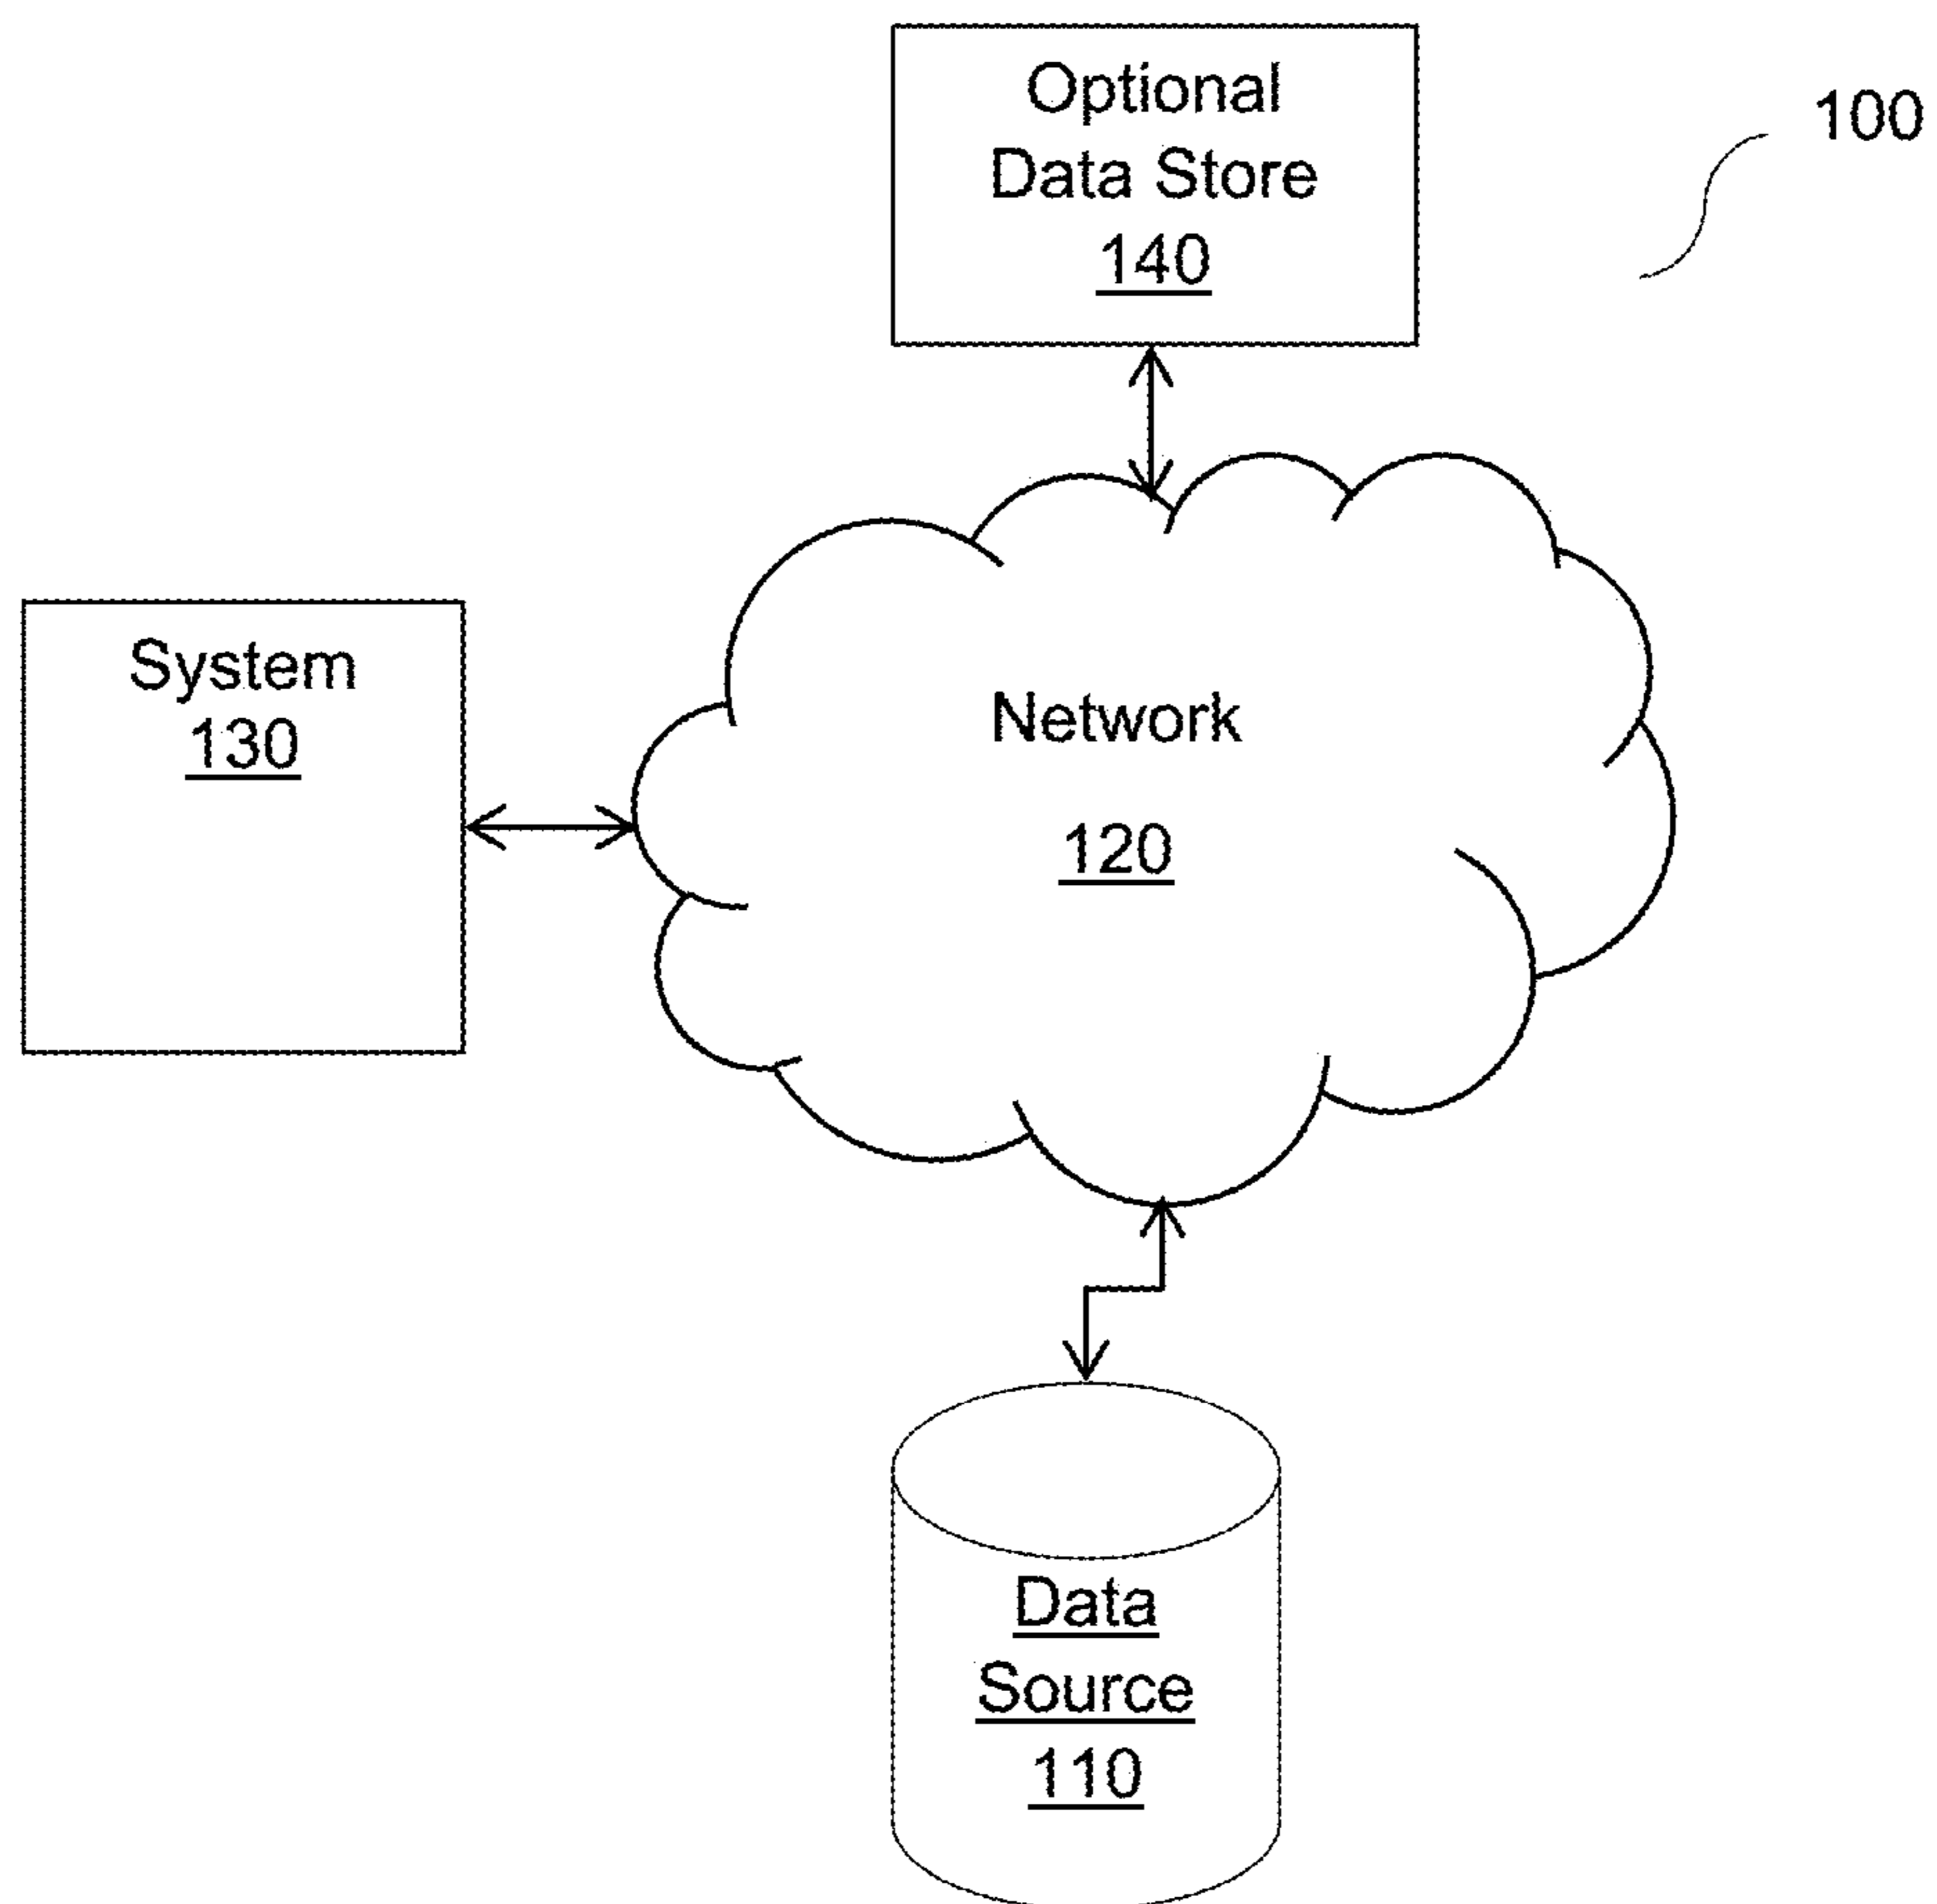 Optional
Data Store
140
100
System
130
Network
120
Data
Source
110